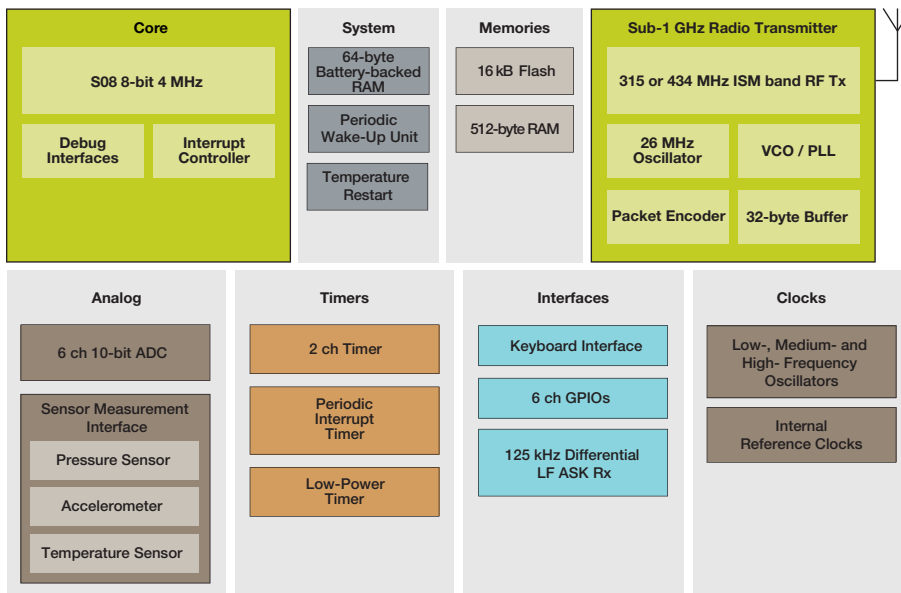 Core
S08 8-bit 4 MHz
Debug
Interfaces
Interrupt
Controller
System
64-byte
Battery-backed
RAM
Periodic
Wake-Up Unit
Temperature
Restart
Memories
16 kB Flash
512-byte RAM
Sub-1 GHz Radio Transmitter
315 or 434 MHz ISM band RF Tx
26 MHz
Oscillator
VCO / PLL
Packet Encoder
32-byte Buffer
Analog
6 ch 10-bit ADC
Sensor Measurement
Interface
Pressure Sensor
Accelerometer
Temperature Sensor
Timers
2 ch Timer
Periodic
Interrupt
Timer
Low-Power
Timer
Interfaces
Keyboard Interface
6 ch GPIOs
125 kHz Differential
LF ASK Rx
Clocks
Low-, Medium- and
High- Frequency
Oscillators
Internal
Reference Clocks